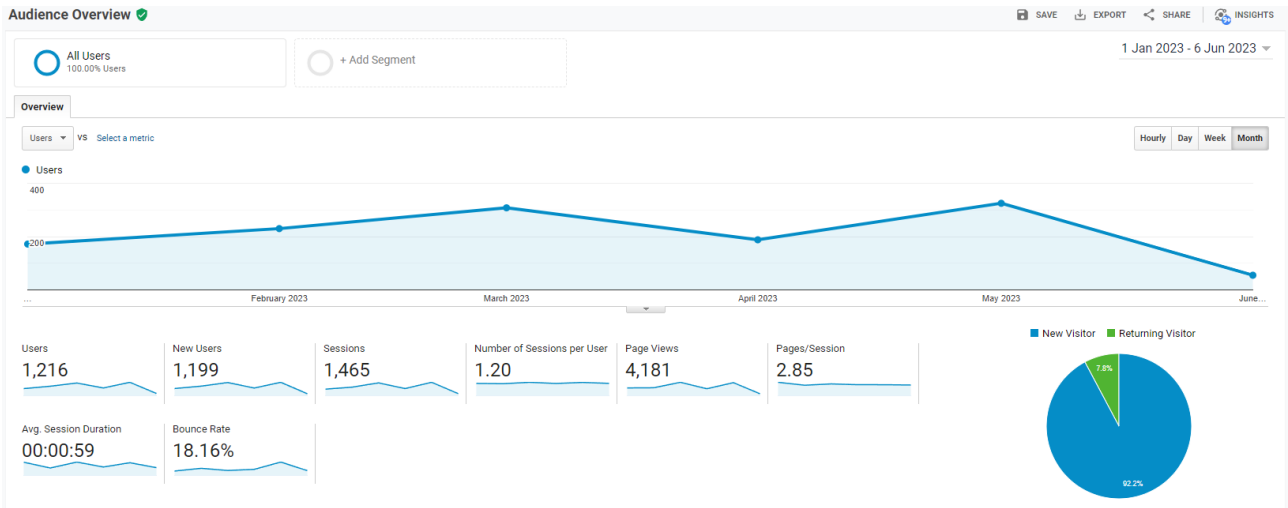 Audience Overview
SAVE EXPORT SHARE 9+ INSIGHTS
All Users
100.00% Users
+ Add Segment
1 Jan 2023 - 6 Jun 2023
Overview
Users VS Select a metric
Hourly Day Week Month
Users
400
200
... February 2023 March 2023 April 2023 May 2023 June...
New Visitor Returning Visitor
Users New Users Sessions Number of Sessions per User Page Views Pages/Session
1,216 1,199 1,465 1.20 4,181 2.85
Avg. Session Duration Bounce Rate
00:00:59 18.16%
7.8%
92.2%